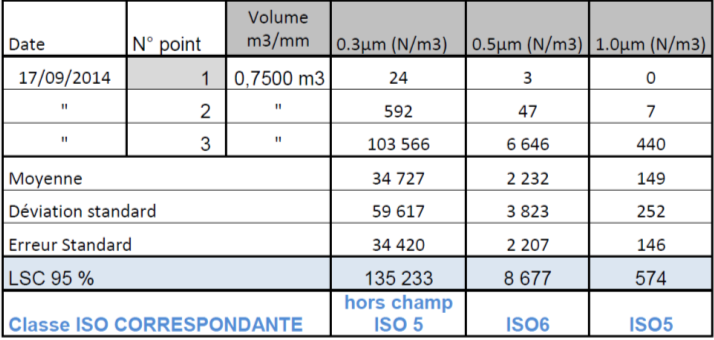 Date N° point Volume m3/mm 0.3µm (N/m3) 0.5µm (N/m3) 1.0µm (N/m3)
17/09/2014 1 0,7500 m3 24 3 0
" 2 " 592 47 7
" 3 " 103 566 6 646 440
Moyenne 34 727 2 232 149
Déviation standard 59 617 3 823 252
Erreur Standard 34 420 2 207 146
LSC 95 % 135 233 8 677 574
Classe ISO CORRESPONDANTE hors champ ISO 5 ISO6 ISO5